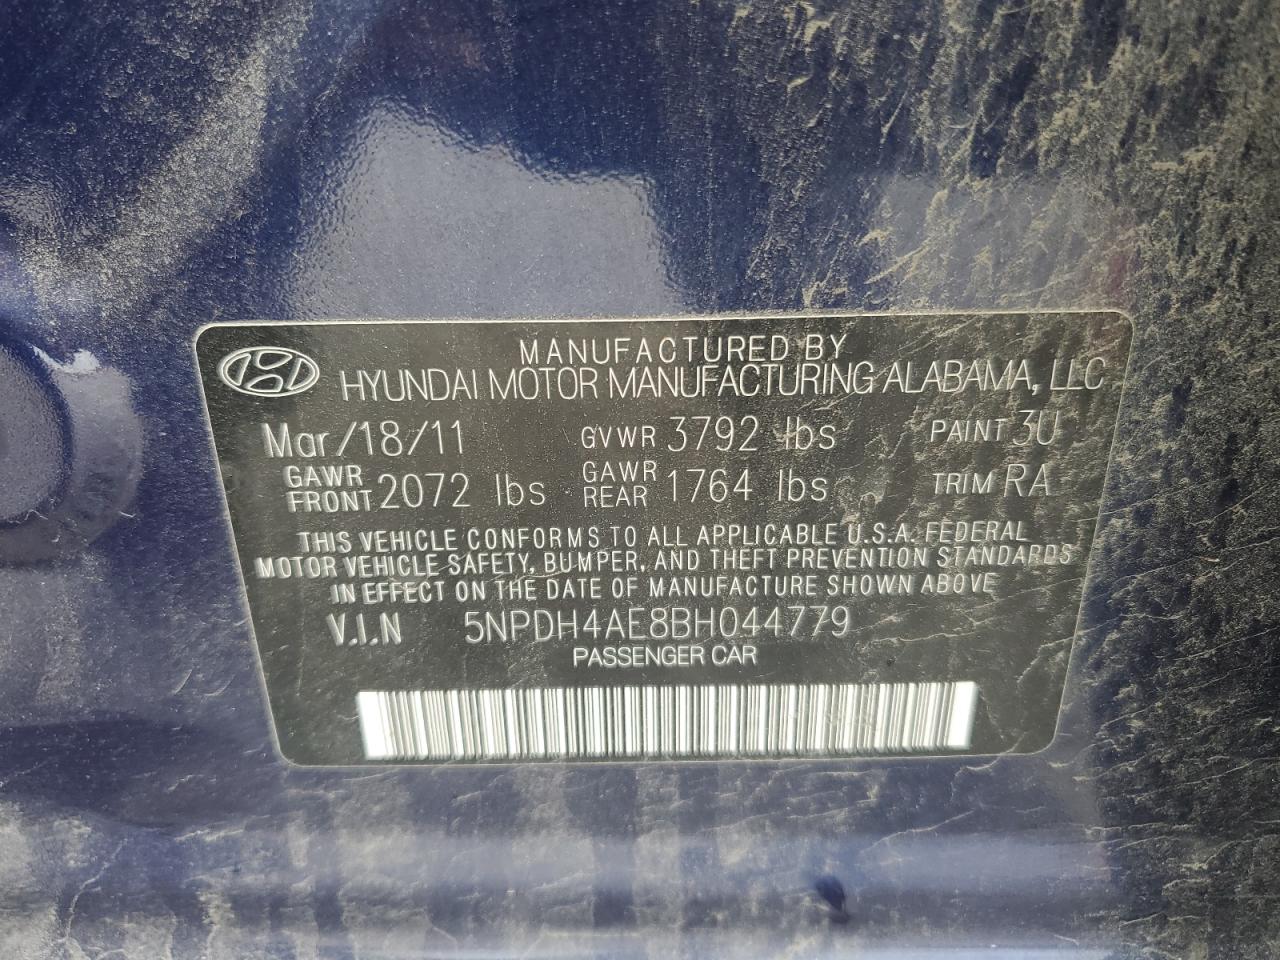 MANUFACTURED BY
HYUNDAI MOTOR MANUFACTURING ALABAMA, LLC
Mar/18/11 GVWR 3792 lbs PAINT 3U
GAWR FRONT 2072 lbs GAWR REAR 1764 lbs TRIM RA
THIS VEHICLE CONFORMS TO ALL APPLICABLE U.S.A. FEDERAL
MOTOR VEHICLE SAFETY, BUMPER, AND THEFT PREVENTION STANDARDS
IN EFFECT ON THE DATE OF MANUFACTURE SHOWN ABOVE
V.I.N 5NPDH4AE8BH044779
PASSENGER CAR